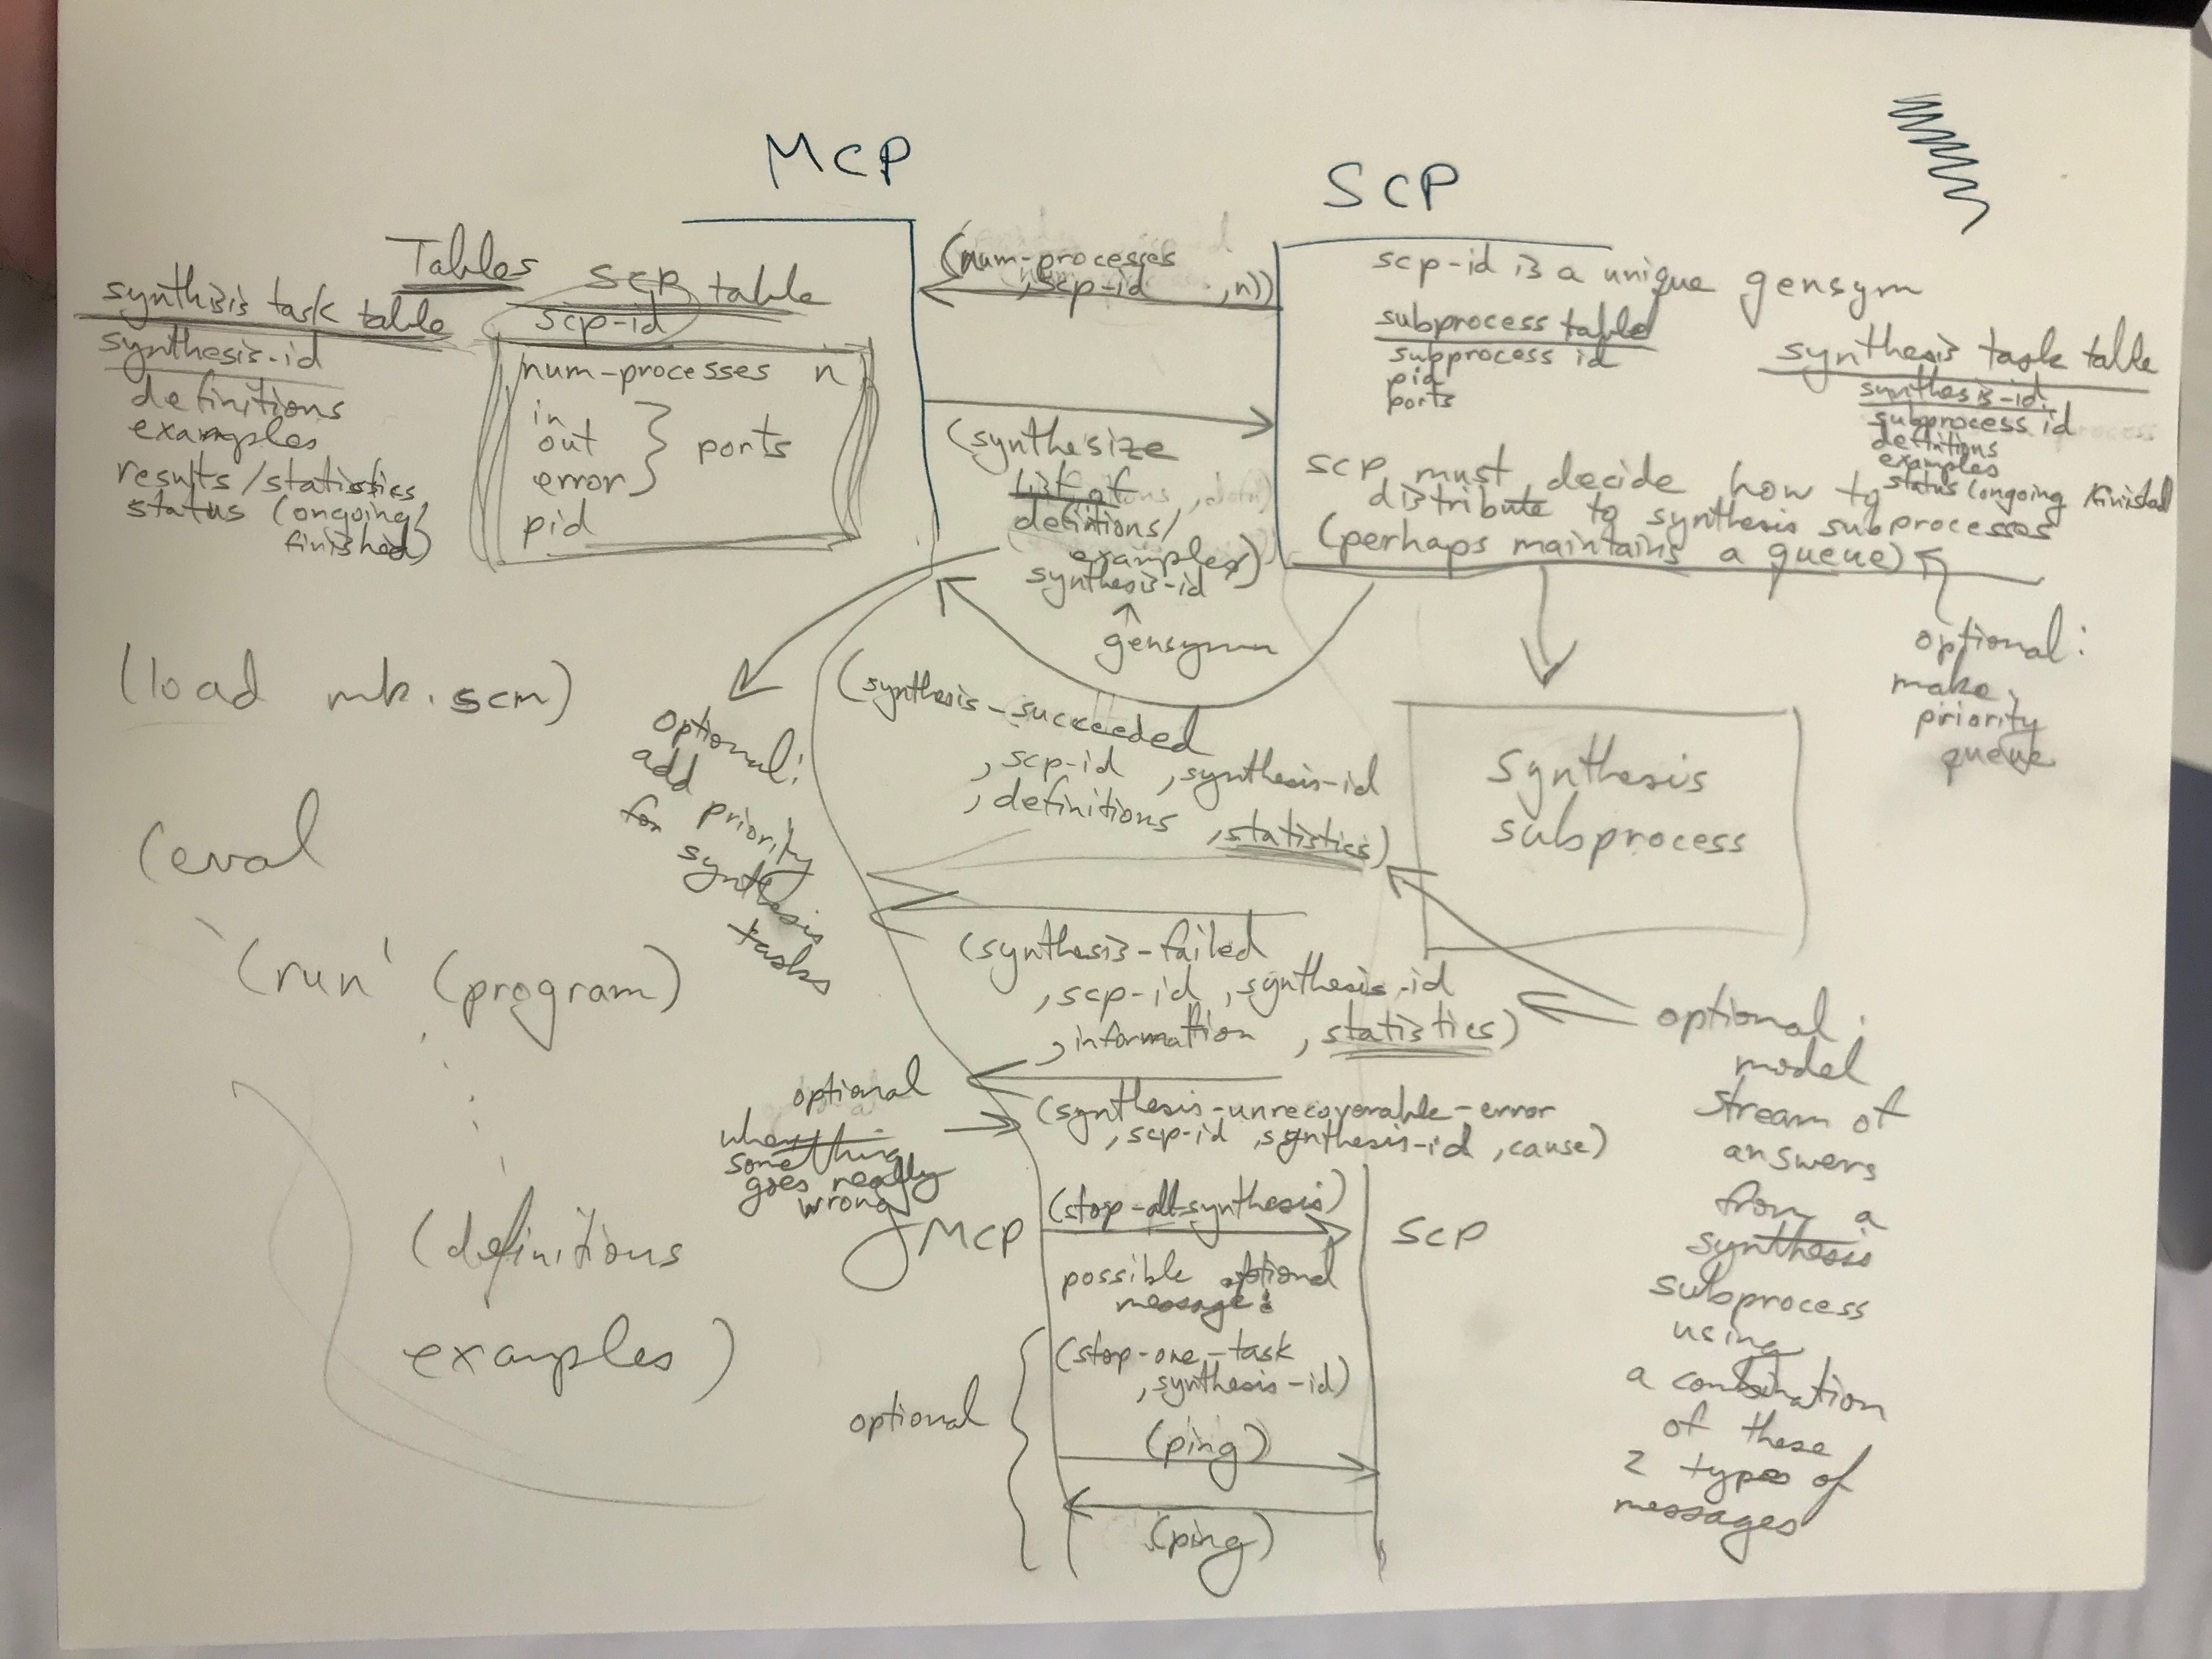 MCP
SCP
Tables
synthesis task table
synthesis-id
definitions
examples
results/statistics
status (ongoing/
finished)
scp table
scp-id
num-processes n
in
out
error
} ports
pid
(num-processes
,scp-id ,n))
(synthesize
definitions/
examples)
synthesis-id
↑
gensym
scp-id is a unique gensym
subprocess table
subprocess id
pid
ports
synthesis task table
synthesis-id
subprocess id
definitions
examples
status (ongoing/finished)
scp must decide how to
distribute to synthesis subprocesses
(perhaps maintains a queue)
optional:
make
priority
queue
synthesis
subprocess
(load mk.scm)
(eval
`(run' (program)
(definitions
examples)
optional:
add priority
for
synthesis
tasks
(synthesis-succeeded
,scp-id ,synthesis-id
,definitions ,statistics)
(synthesis-failed
,scp-id ,synthesis-id
,information ,statistics)
optional
when
something
goes really
wrong
(synthesis-unrecoverable-error
,scp-id ,synthesis-id ,cause)
optional:
model
stream of
answers
from a
synthesis
subprocess
using
a combination
of these
2 types of
messages
MCP
(stop-all-synthesis)
SCP
possible optional
messages:
(stop-one-task
,synthesis-id)
optional {
(ping)
(ping)